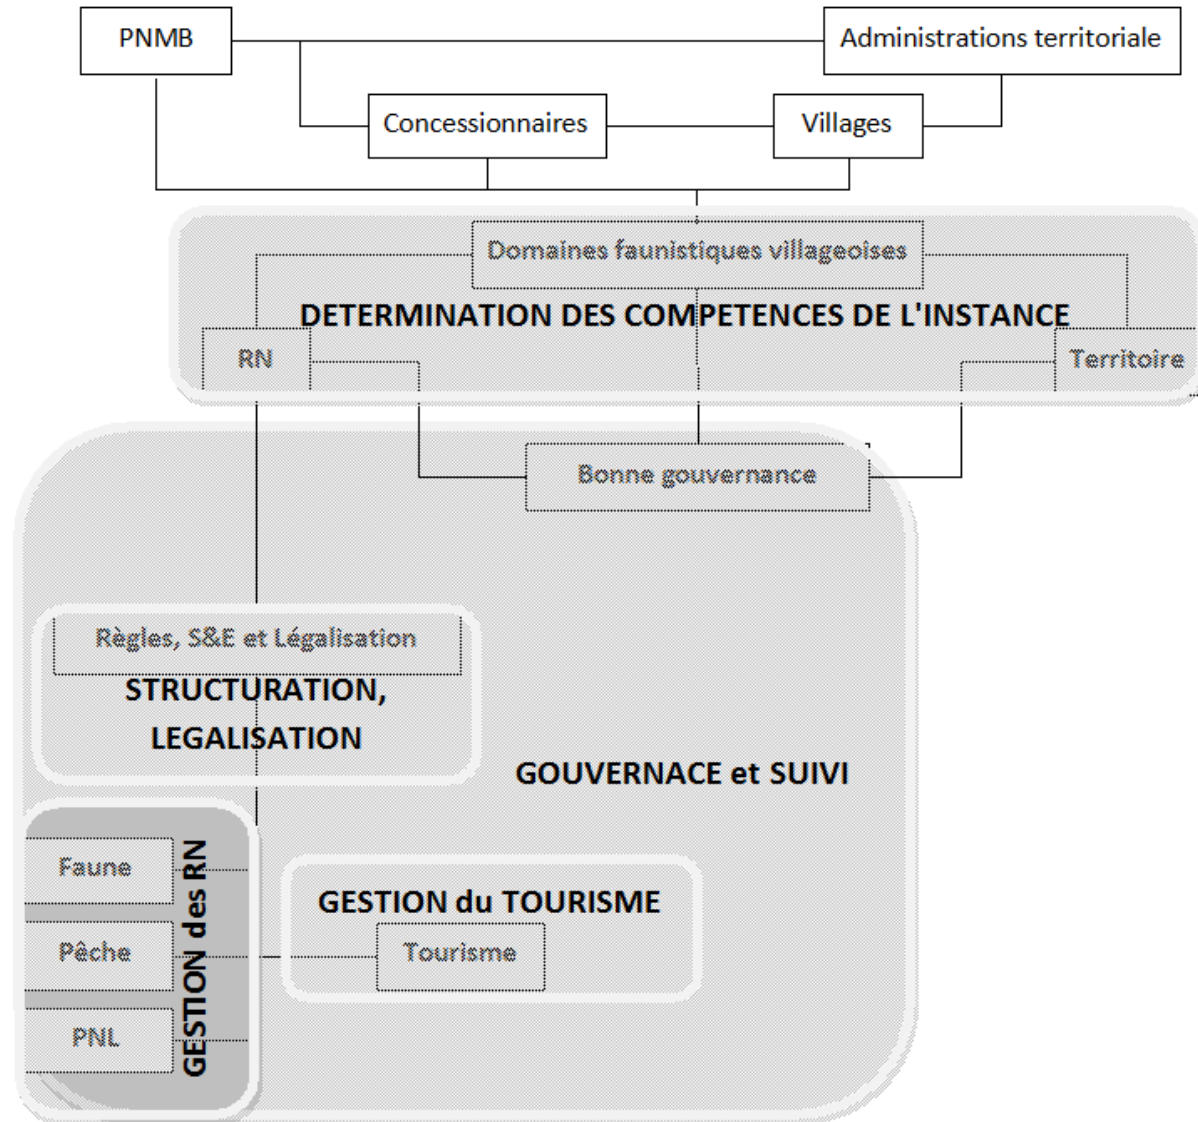 PNMB
Administrations territoriale
Concessionnaires
Villages
Domaines faunistiques villageoises
DETERMINATION DES COMPETENCES DE L'INSTANCE
RN
Territoire
Bonne gouvernance
Règles, S&E et Légalisation
STRUCTURATION,
LEGALISATION
GOUVERNACE et SUIVI
Faune
Pêche
PNL
GESTION des RN
GESTION du TOURISME
Tourisme